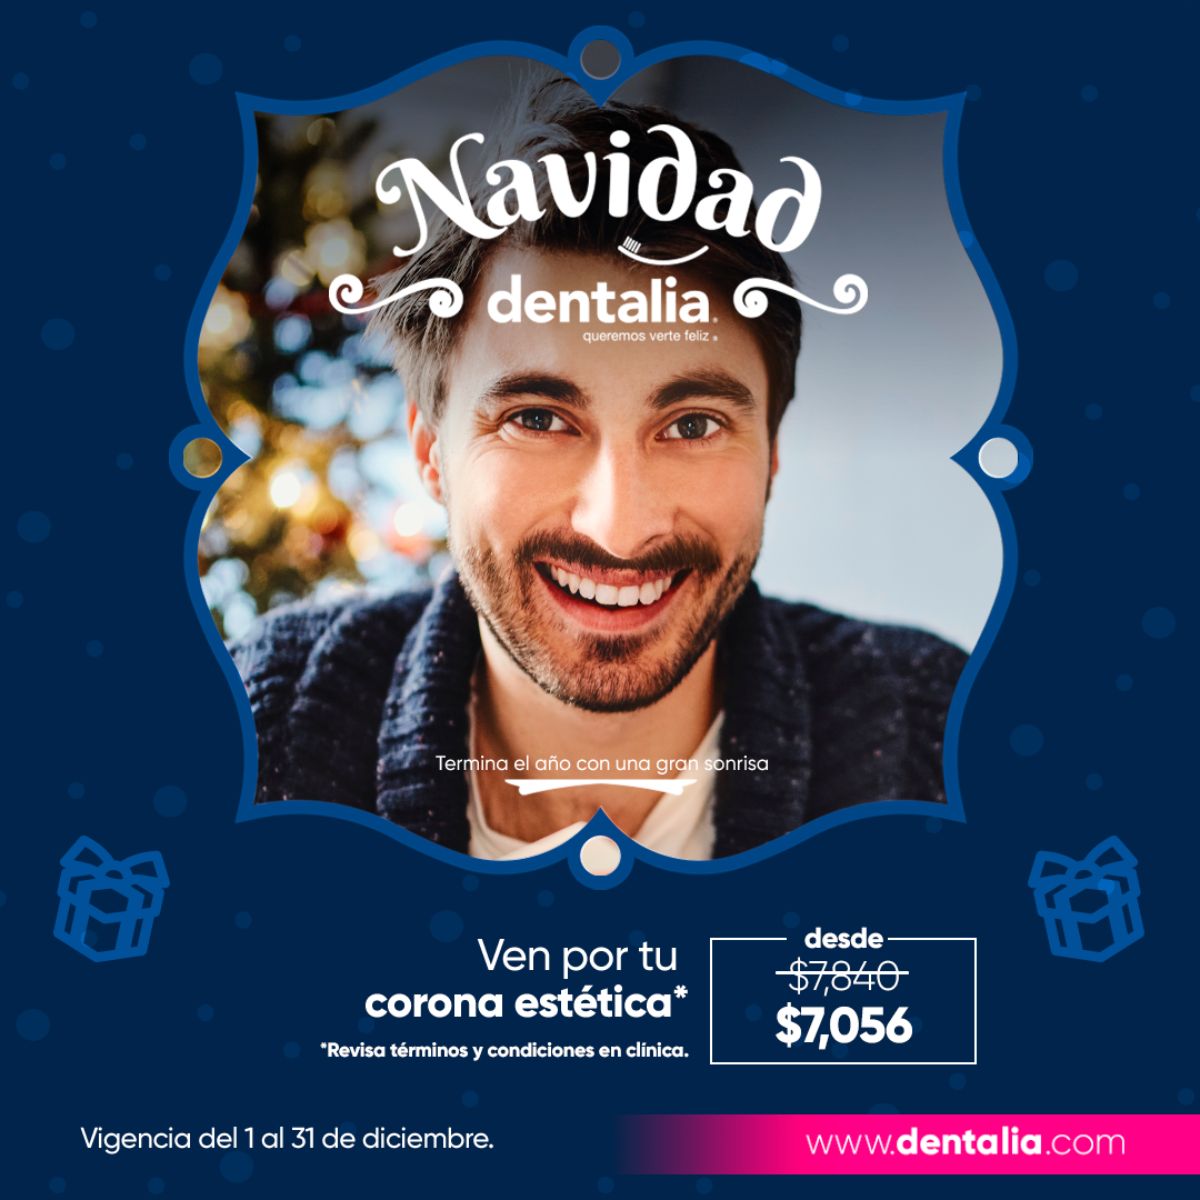 Navidad
dentalia®
queremos verte feliz ®
Termina el año con una gran sonrisa
Ven por tu
corona estética*
*Revisa términos y condiciones en clínica.
desde
$7,840
$7,056
Vigencia del 1 al 31 de diciembre.
www.dentalia.com